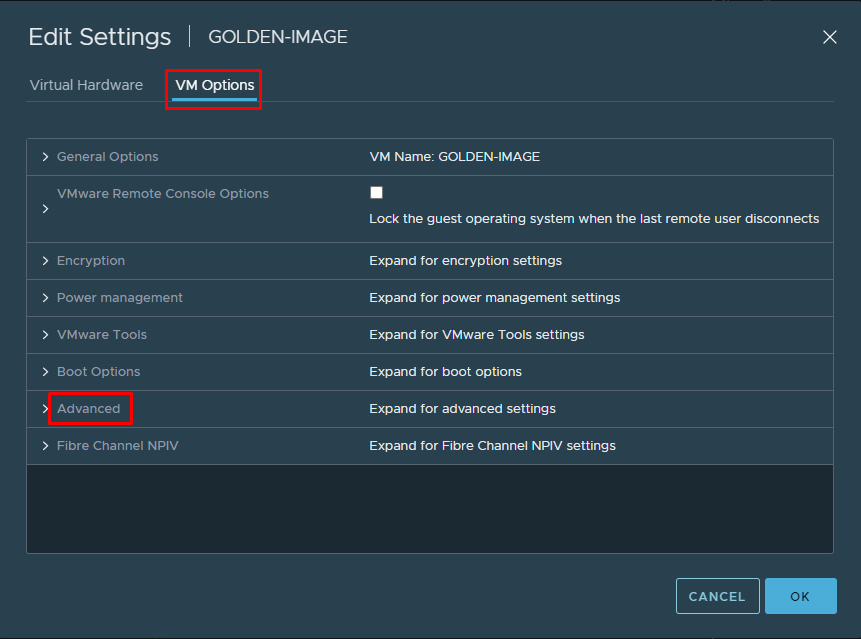 Edit Settings | GOLDEN-IMAGE
Virtual Hardware VM Options
General Options VM Name: GOLDEN-IMAGE
VMware Remote Console Options
Lock the guest operating system when the last remote user disconnects
Encryption Expand for encryption settings
Power management Expand for power management settings
VMware Tools Expand for VMware Tools settings
Boot Options Expand for boot options
Advanced Expand for advanced settings
Fibre Channel NPIV Expand for Fibre Channel NPIV settings
CANCEL OK